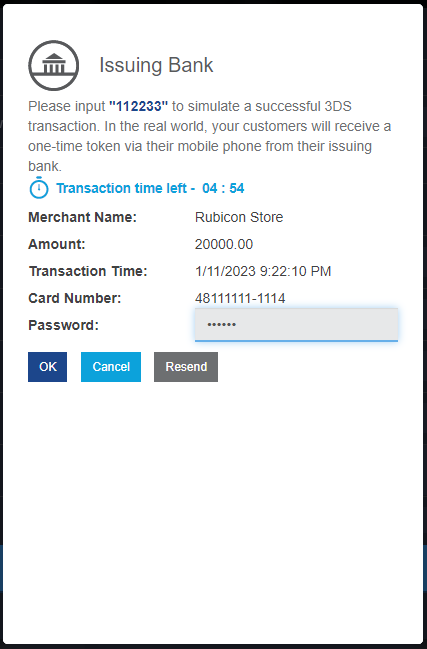 Issuing Bank
Please input "112233" to simulate a successful 3DS
transaction. In the real world, your customers will receive a
one-time token via their mobile phone from their issuing
bank.
Transaction time left - 04 : 54
Merchant Name: Rubicon Store
Amount: 20000.00
Transaction Time: 1/11/2023 9:22:10 PM
Card Number: 48111111-1114
Password: ••••••
OK Cancel Resend